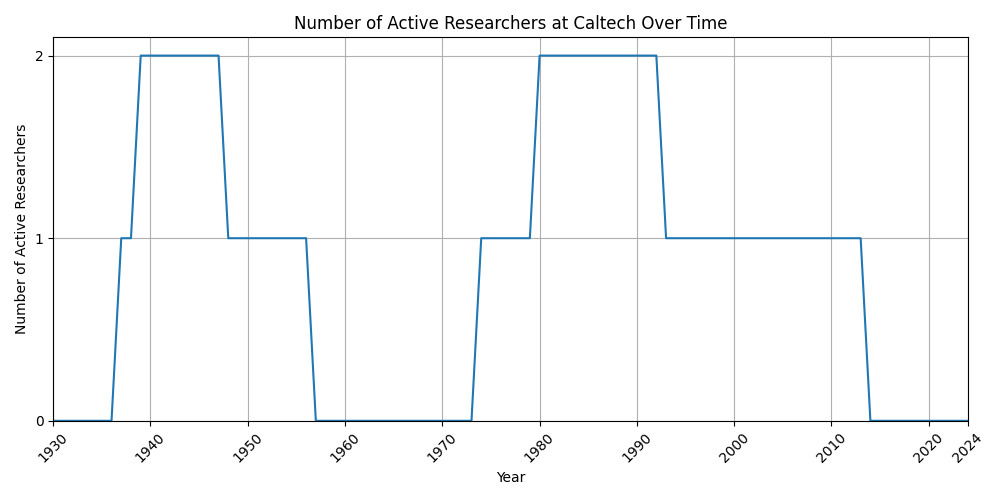 Number of Active Researchers at Caltech Over Time
Number of Active Researchers
2
1
0
1930 1940 1950 1960 1970 1980 1990 2000 2010 2020 2024
Year